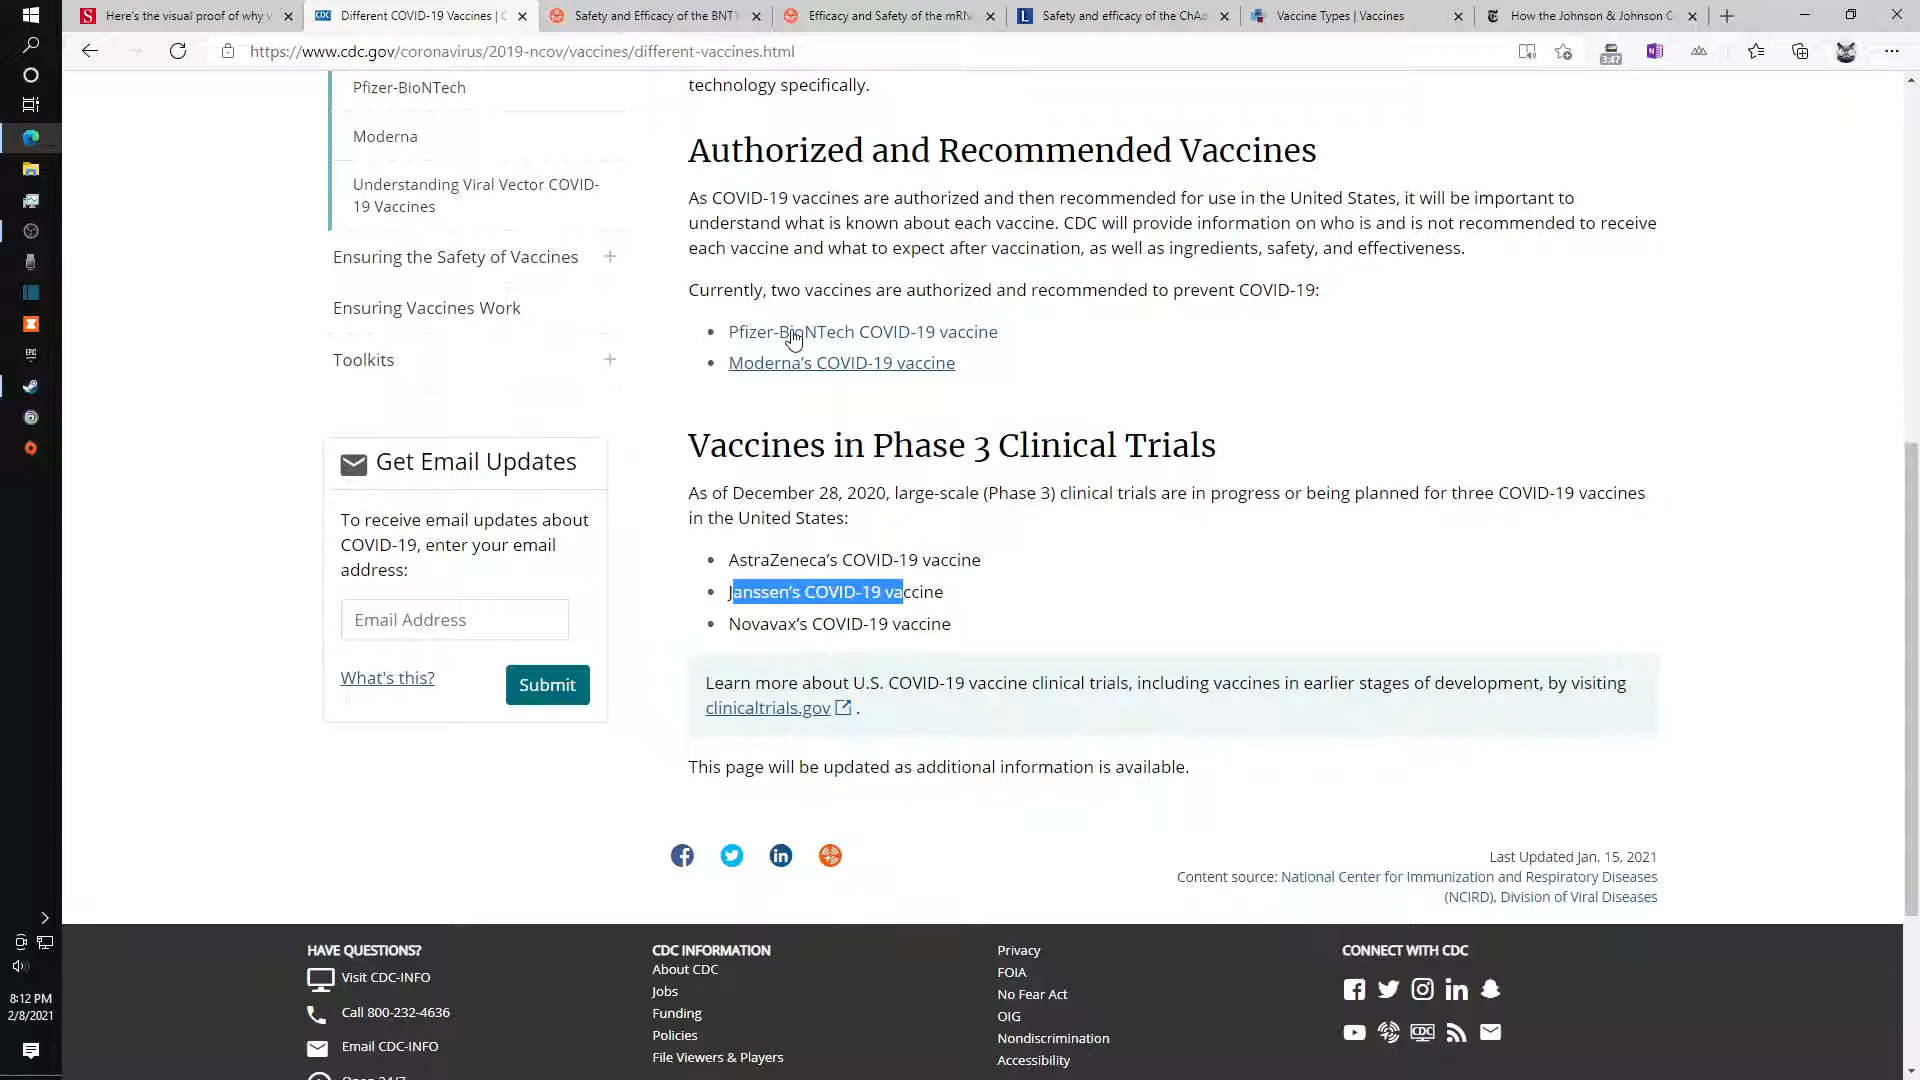 Here's the visual proof of why v
Different COVID-19 Vaccines | C
Safety and Efficacy of the BNT1
Efficacy and Safety of the mRN
Safety and efficacy of the ChAd
Vaccine Types | Vaccines
How the Johnson & Johnson C
https://www.cdc.gov/coronavirus/2019-ncov/vaccines/different-vaccines.html
3:47
Pfizer-BioNTech
Moderna
Understanding Viral Vector COVID-
19 Vaccines
Ensuring the Safety of Vaccines
Ensuring Vaccines Work
Toolkits
Get Email Updates
To receive email updates about
COVID-19, enter your email
address:
Email Address
What's this?
Submit
technology specifically.
Authorized and Recommended Vaccines
As COVID-19 vaccines are authorized and then recommended for use in the United States, it will be important to
understand what is known about each vaccine. CDC will provide information on who is and is not recommended to receive
each vaccine and what to expect after vaccination, as well as ingredients, safety, and effectiveness.
Currently, two vaccines are authorized and recommended to prevent COVID-19:
Pfizer-BioNTech COVID-19 vaccine
Moderna’s COVID-19 vaccine
Vaccines in Phase 3 Clinical Trials
As of December 28, 2020, large-scale (Phase 3) clinical trials are in progress or being planned for three COVID-19 vaccines
in the United States:
AstraZeneca’s COVID-19 vaccine
Janssen’s COVID-19 vaccine
Novavax’s COVID-19 vaccine
Learn more about U.S. COVID-19 vaccine clinical trials, including vaccines in earlier stages of development, by visiting
clinicaltrials.gov .
This page will be updated as additional information is available.
Last Updated Jan. 15, 2021
Content source: National Center for Immunization and Respiratory Diseases
(NCIRD), Division of Viral Diseases
HAVE QUESTIONS?
Visit CDC-INFO
Call 800-232-4636
Email CDC-INFO
Open 24/7
CDC INFORMATION
About CDC
Jobs
Funding
Policies
File Viewers & Players
Privacy
FOIA
No Fear Act
OIG
Nondiscrimination
Accessibility
CONNECT WITH CDC
CDC
EPIC
8:12 PM
2/8/2021